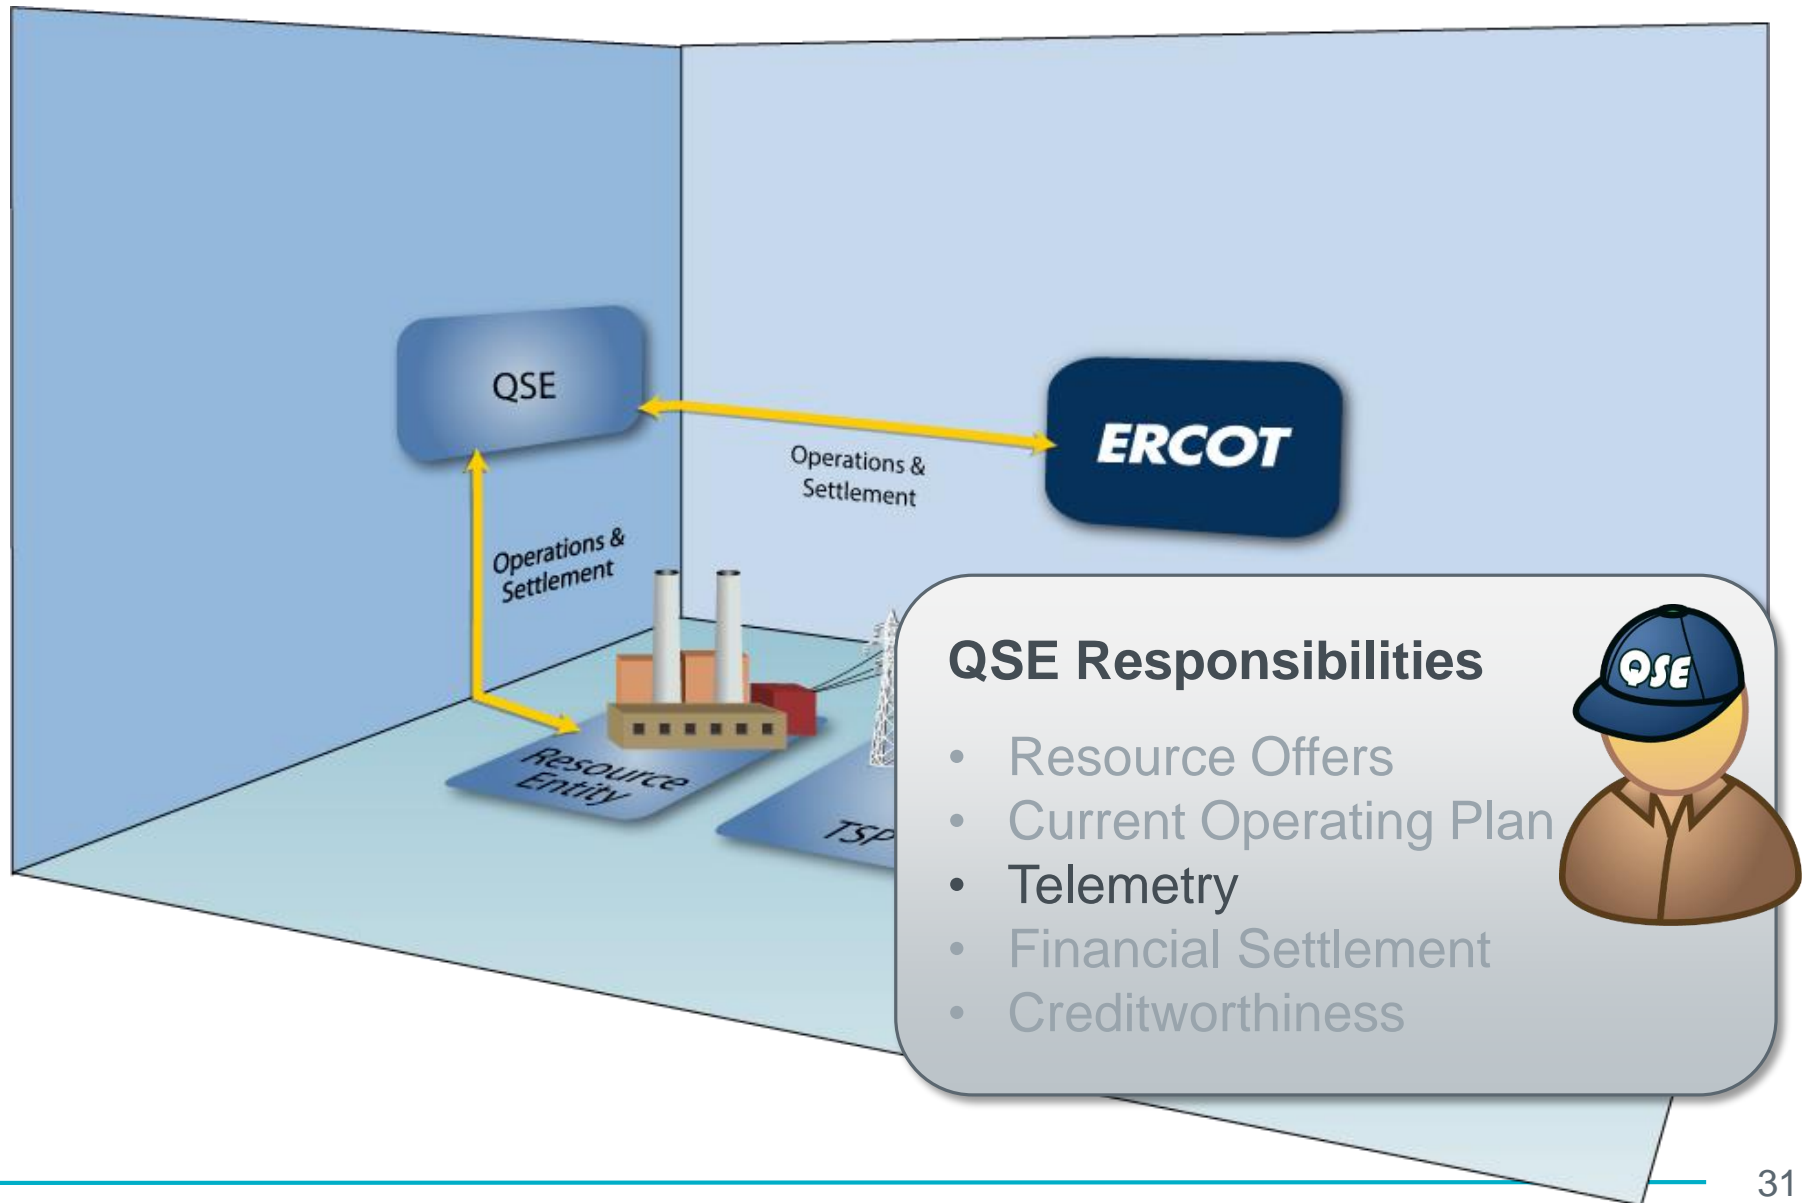 QSE
ERCOT
Operations &
Settlement
Operations &
Settlement
Resource
Entity
TSP
QSE Responsibilities
QSE
• Resource Offers
• Current Operating Plan
• Telemetry
• Financial Settlement
• Creditworthiness
31